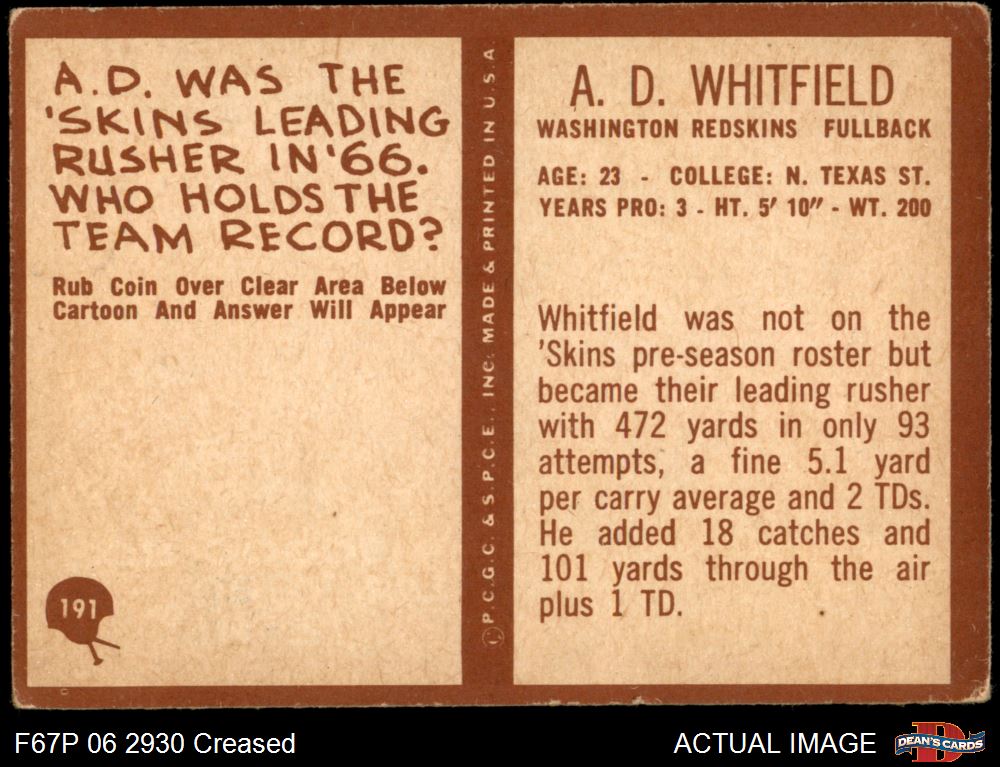 A.D. WAS THE
'SKINS LEADING
RUSHER IN '66.
WHO HOLDS THE
TEAM RECORD?
Rub Coin Over Clear Area Below
Cartoon And Answer Will Appear
191
© P.C.G.C. & S.P.C.E., INC. MADE & PRINTED IN U.S.A
A. D. WHITFIELD
WASHINGTON REDSKINS FULLBACK
AGE: 23 - COLLEGE: N. TEXAS ST.
YEARS PRO: 3 - HT. 5' 10" - WT. 200
Whitfield was not on the
'Skins pre-season roster but
became their leading rusher
with 472 yards in only 93
attempts, a fine 5.1 yard
per carry average and 2 TDs.
He added 18 catches and
101 yards through the air
plus 1 TD.
F67P 06 2930 Creased
ACTUAL IMAGE
D
DEAN'S CARDS